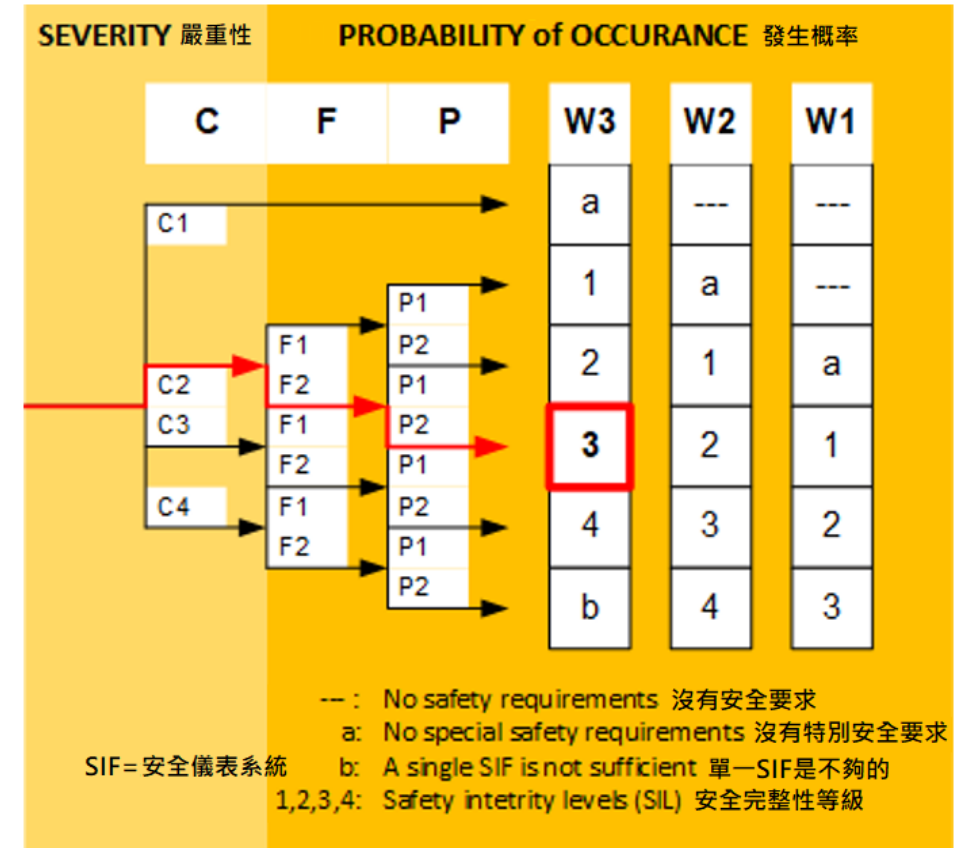 SEVERITY 嚴重性 PROBABILITY of OCCURANCE 發生概率
C F P W3 W2 W1
a --- ---
C1
1 a ---
P1
F1 P2
2 1 a
C2 F2 P1
C3 F1 P2
3 2 1
F2 P1
C4 F1 P2
4 3 2
F2 P1
P2
b 4 3
--- : No safety requirements 沒有安全要求
a: No special safety requirements 沒有特別安全要求
SIF=安全儀表系統 b: A single SIF is not sufficient 單一SIF是不夠的
1,2,3,4: Safety intetrity levels (SIL) 安全完整性等級